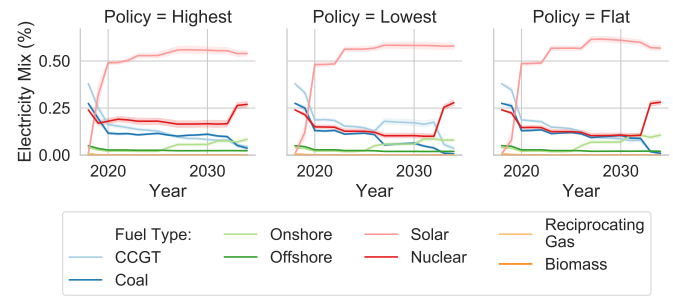 Policy = Highest
Policy = Lowest
Policy = Flat
Electricity Mix (%)
0.50
0.25
0.00
2020
2030
2020
2030
2020
2030
Year
Year
Year
Fuel Type:
CCGT
Coal
Onshore
Offshore
Solar
Nuclear
Reciprocating
Gas
Biomass